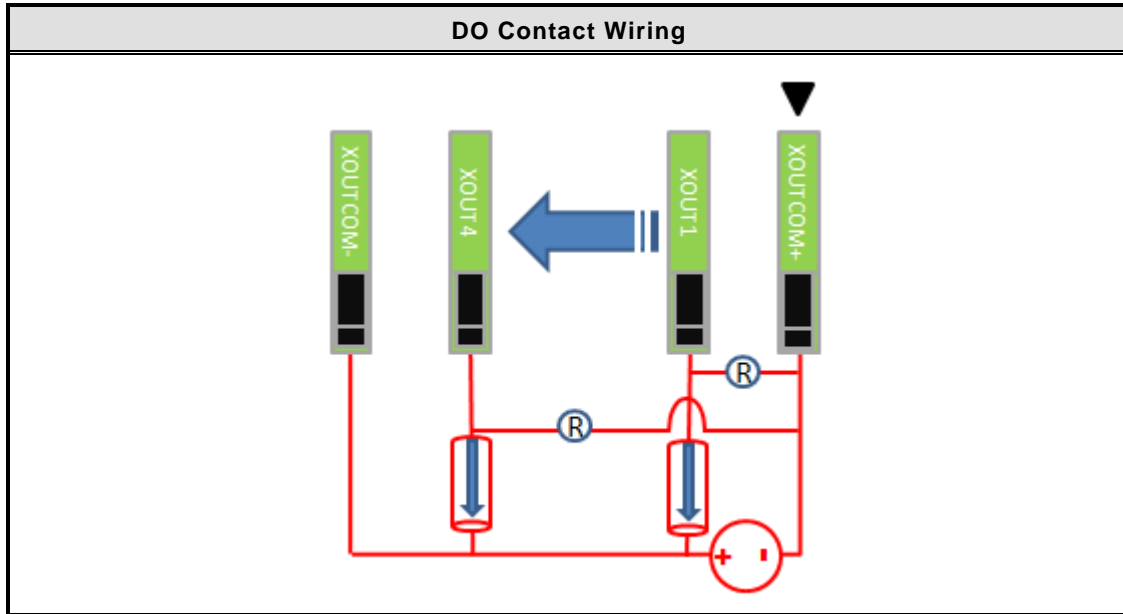 DO Contact Wiring
XOUTCOM-
XOUT4
XOUT1
XOUTCOM+
R
R
+ -